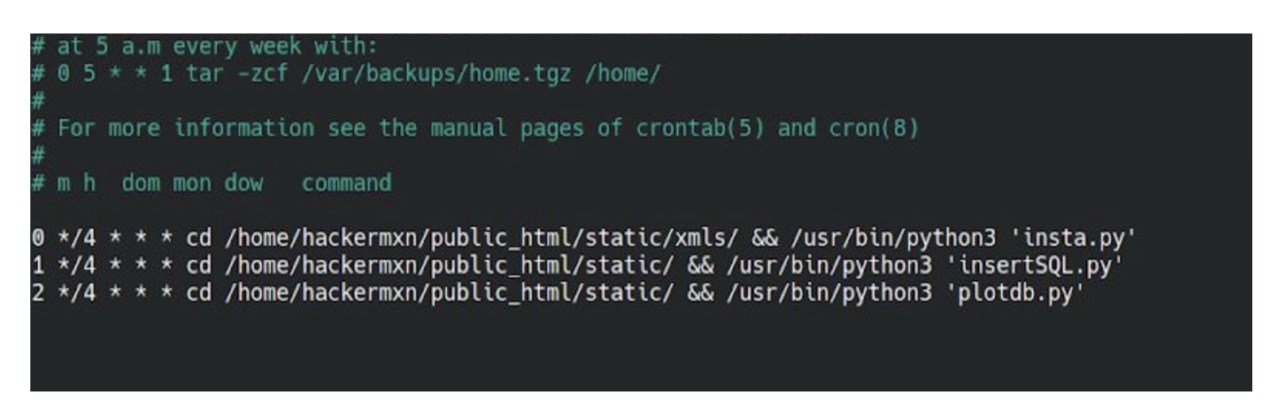 # at 5 a.m every week with:
# 0 5 * * 1 tar -zcf /var/backups/home.tgz /home/
#
# For more information see the manual pages of crontab(5) and cron(8)
#
# m h  dom mon dow   command
0 */4 * * * cd /home/hackermxn/public_html/static/xmls/ && /usr/bin/python3 'insta.py'
1 */4 * * * cd /home/hackermxn/public_html/static/ && /usr/bin/python3 'insertSQL.py'
2 */4 * * * cd /home/hackermxn/public_html/static/ && /usr/bin/python3 'plotdb.py'